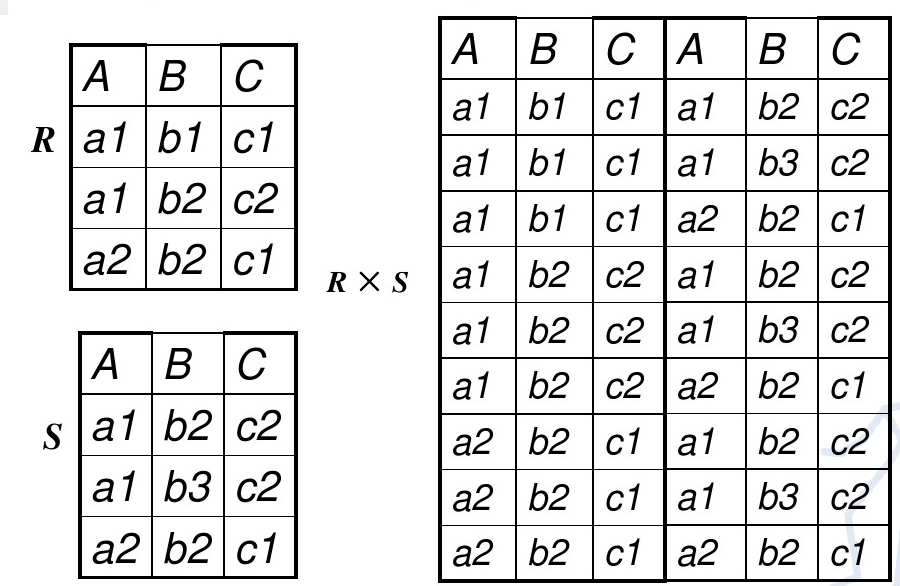 R
A B C
a1 b1 c1
a1 b2 c2
a2 b2 c1
S
A B C
a1 b2 c2
a1 b3 c2
a2 b2 c1
R × S
A B C A B C
a1 b1 c1 a1 b2 c2
a1 b1 c1 a1 b3 c2
a1 b1 c1 a2 b2 c1
a1 b2 c2 a1 b2 c2
a1 b2 c2 a1 b3 c2
a1 b2 c2 a2 b2 c1
a2 b2 c1 a1 b2 c2
a2 b2 c1 a1 b3 c2
a2 b2 c1 a2 b2 c1